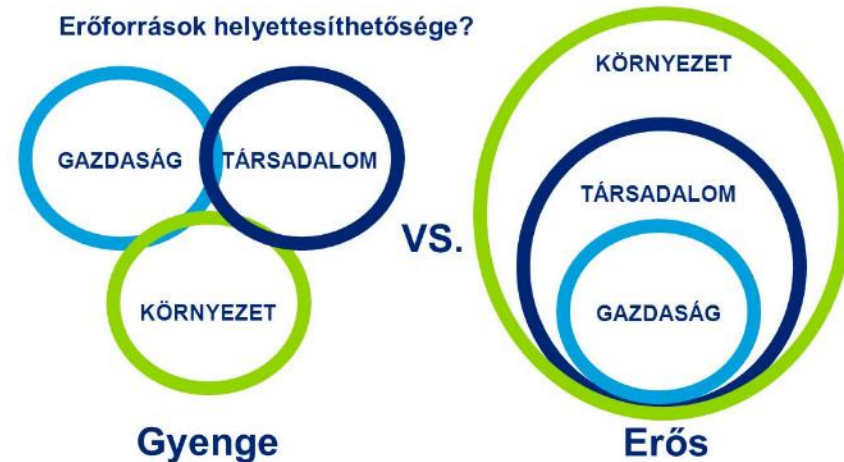 Erőforrások helyettesíthetősége?
GAZDASÁG
TÁRSADALOM
KÖRNYEZET
Gyenge
VS.
KÖRNYEZET
TÁRSADALOM
GAZDASÁG
Erős